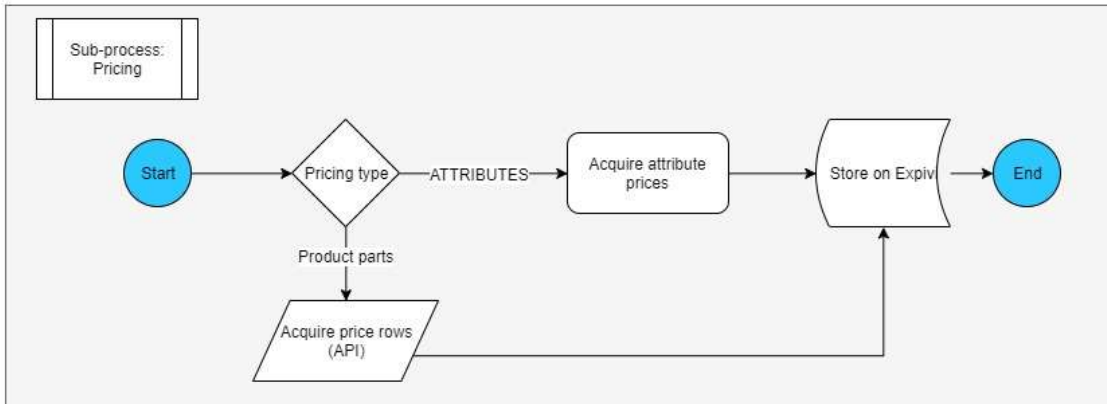 Sub-process:
Pricing
Start
Pricing type
ATTRIBUTES
Acquire attribute
prices
Store on Expiv
End
Product parts
Acquire price rows
(API)